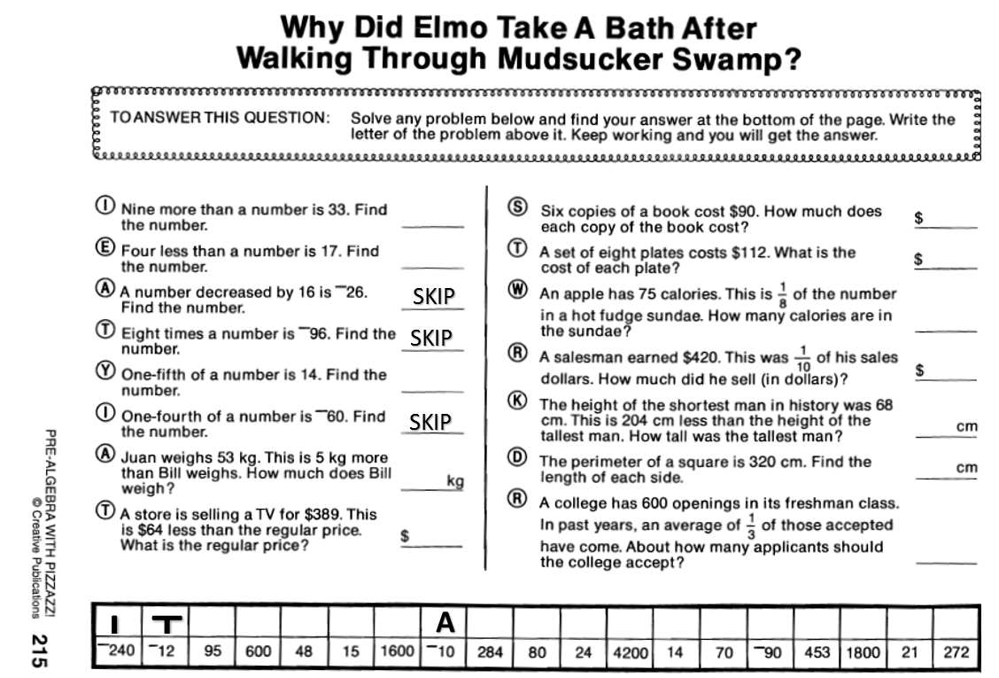 Why Did Elmo Take A Bath After
Walking Through Mudsucker Swamp?
TO ANSWER THIS QUESTION: Solve any problem below and find your answer at the bottom of the page. Write the
letter of the problem above it. Keep working and you will get the answer.
I Nine more than a number is 33. Find
the number.
E Four less than a number is 17. Find
the number.
A A number decreased by 16 is ⁻26.
Find the number. SKIP
T Eight times a number is ⁻96. Find the
number. SKIP
Y One-fifth of a number is 14. Find the
number.
I One-fourth of a number is ⁻60. Find
the number. SKIP
A Juan weighs 53 kg. This is 5 kg more
than Bill weighs. How much does Bill
weigh? kg
T A store is selling a TV for $389. This
is $64 less than the regular price.
What is the regular price? $
S Six copies of a book cost $90. How much does
each copy of the book cost? $
T A set of eight plates costs $112. What is the
cost of each plate? $
W An apple has 75 calories. This is 1/8 of the number
in a hot fudge sundae. How many calories are in
the sundae?
R A salesman earned $420. This was 1/10 of his sales
dollars. How much did he sell (in dollars)? $
K The height of the shortest man in history was 68
cm. This is 204 cm less than the height of the
tallest man. How tall was the tallest man? cm
D The perimeter of a square is 320 cm. Find the
length of each side. cm
R A college has 600 openings in its freshman class.
In past years, an average of 1/3 of those accepted
have come. About how many applicants should
the college accept?
I T A
⁻240 ⁻12 95 600 48 15 1600 ⁻10 284 80 24 4200 14 70 ⁻90 453 1800 21 272
PRE-ALGEBRA WITH PIZZAZZ!
© Creative Publications
215